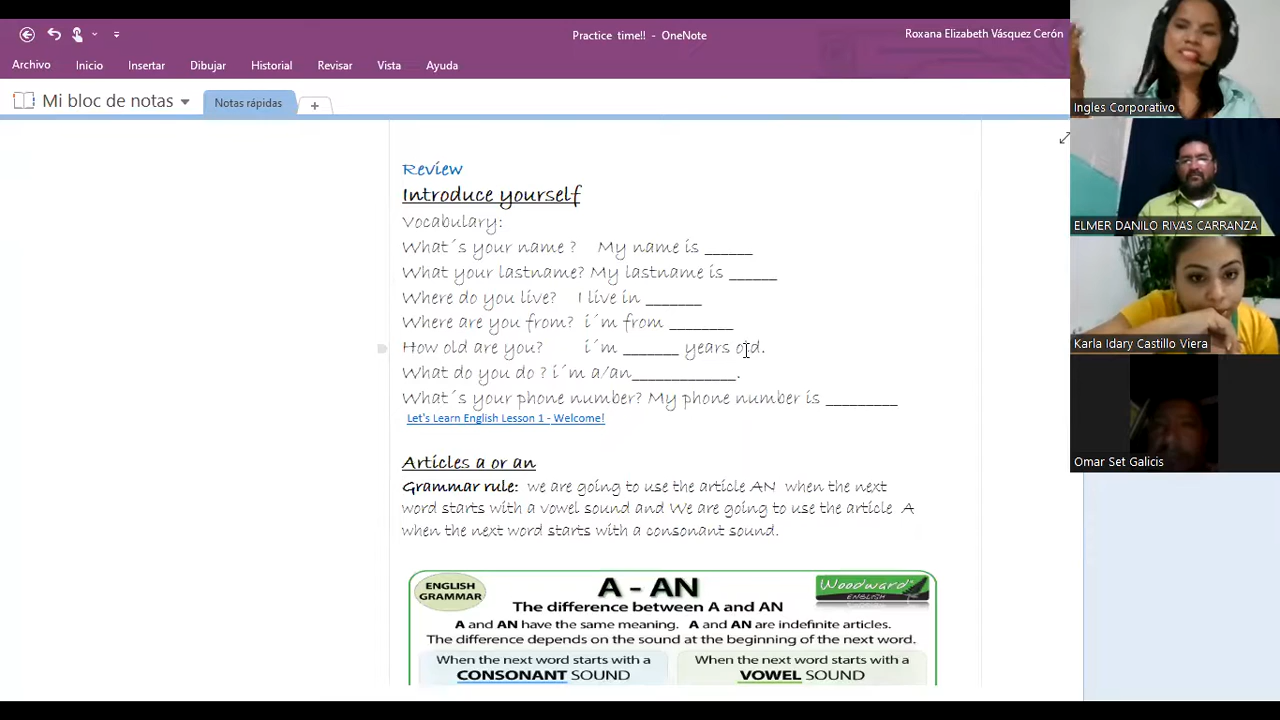 Practice time!! - OneNote
Roxana Elizabeth Vásquez Cerón
Archivo Inicio Insertar Dibujar Historial Revisar Vista Ayuda
Mi bloc de notas
Notas rápidas
+
Review
Introduce yourself
Vocabulary:
What´s your name ? My name is ______
What your lastname? My lastname is ______
Where do you live? I live in _______
Where are you from? i´m from ________
How old are you? i´m _______ years old.
What do you do ? i´m a/an_____________.
What´s your phone number? My phone number is _________
Let's Learn English Lesson 1 - Welcome!
Articles a or an
Grammar rule: we are going to use the article AN when the next
word starts with a vowel sound and We are going to use the article A
when the next word starts with a consonant sound.
ENGLISH
GRAMMAR
A - AN
Woodward
ENGLISH
The difference between A and AN
A and AN have the same meaning. A and AN are indefinite articles.
The difference depends on the sound at the beginning of the next word.
When the next word starts with a
CONSONANT SOUND
When the next word starts with a
VOWEL SOUND
Ingles Corporativo
ELMER DANILO RIVAS CARRANZA
Karla Idary Castillo Viera
Omar Set Galicis